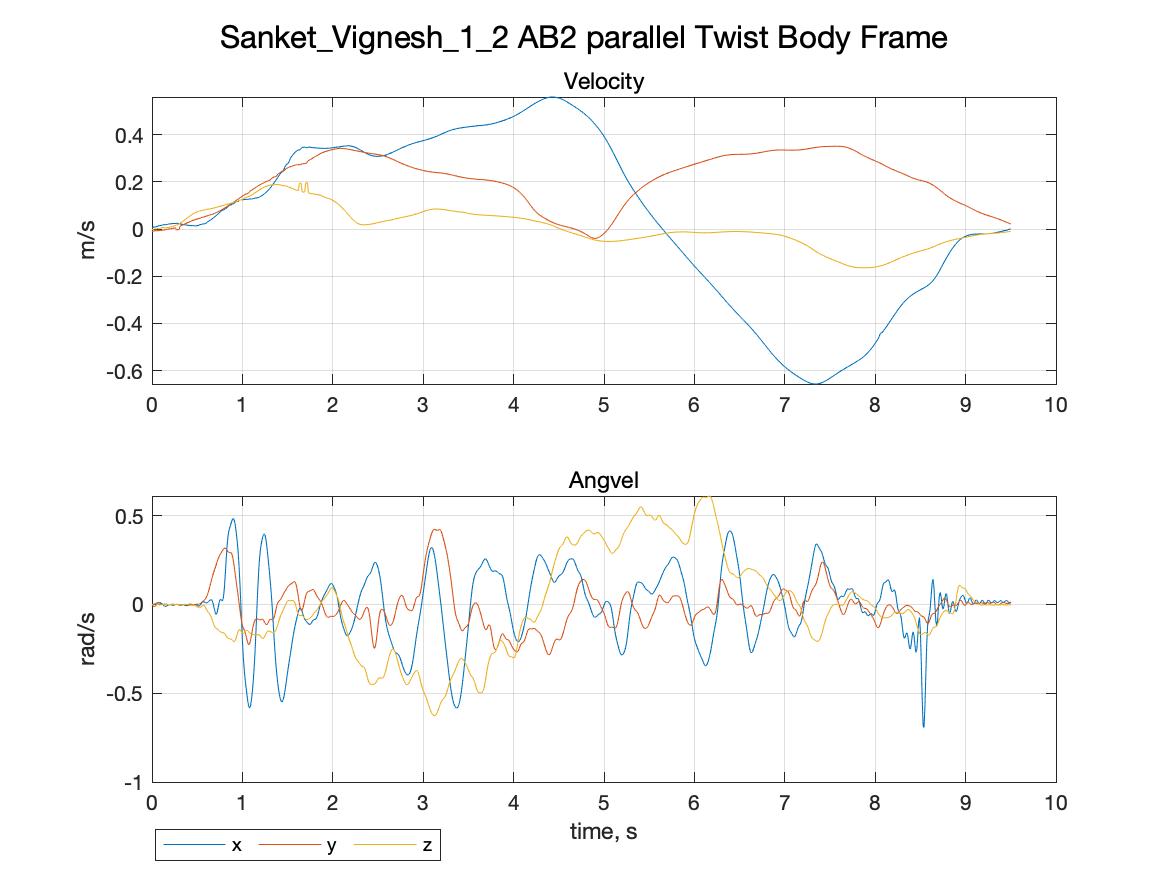 Sanket_Vignesh_1_2 AB2 parallel Twist Body Frame
Velocity
m/s
0.4
0.2
0
-0.2
-0.4
-0.6
0 1 2 3 4 5 6 7 8 9 10
Angvel
rad/s
0.5
0
-0.5
-1
0 1 2 3 4 5 6 7 8 9 10
time, s
x y z